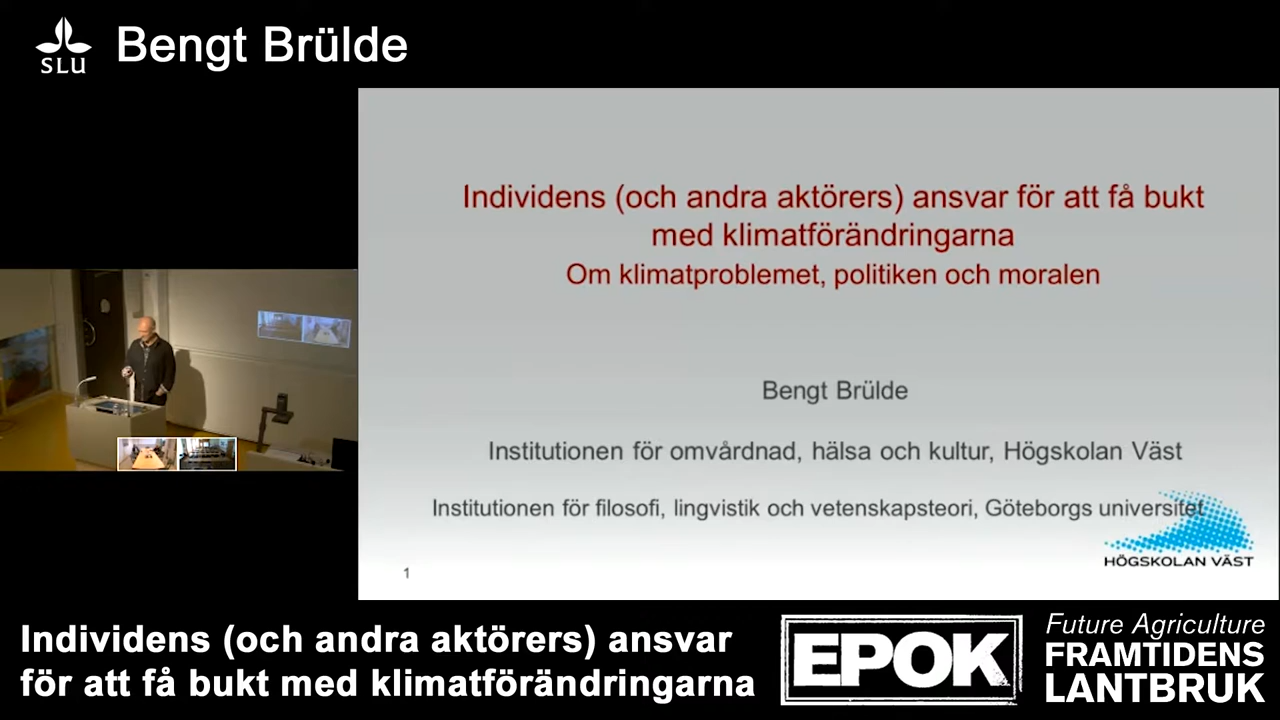 SLU
Bengt Brülde
Individens (och andra aktörers) ansvar för att få bukt
med klimatförändringarna
Om klimatproblemet, politiken och moralen
Bengt Brülde
Institutionen för omvårdnad, hälsa och kultur, Högskolan Väst
Institutionen för filosofi, lingvistik och vetenskapsteori, Göteborgs universitet
HÖGSKOLAN VÄST
1
Individens (och andra aktörers) ansvar
för att få bukt med klimatförändringarna
EPOK
Future Agriculture
FRAMTIDENS
LANTBRUK